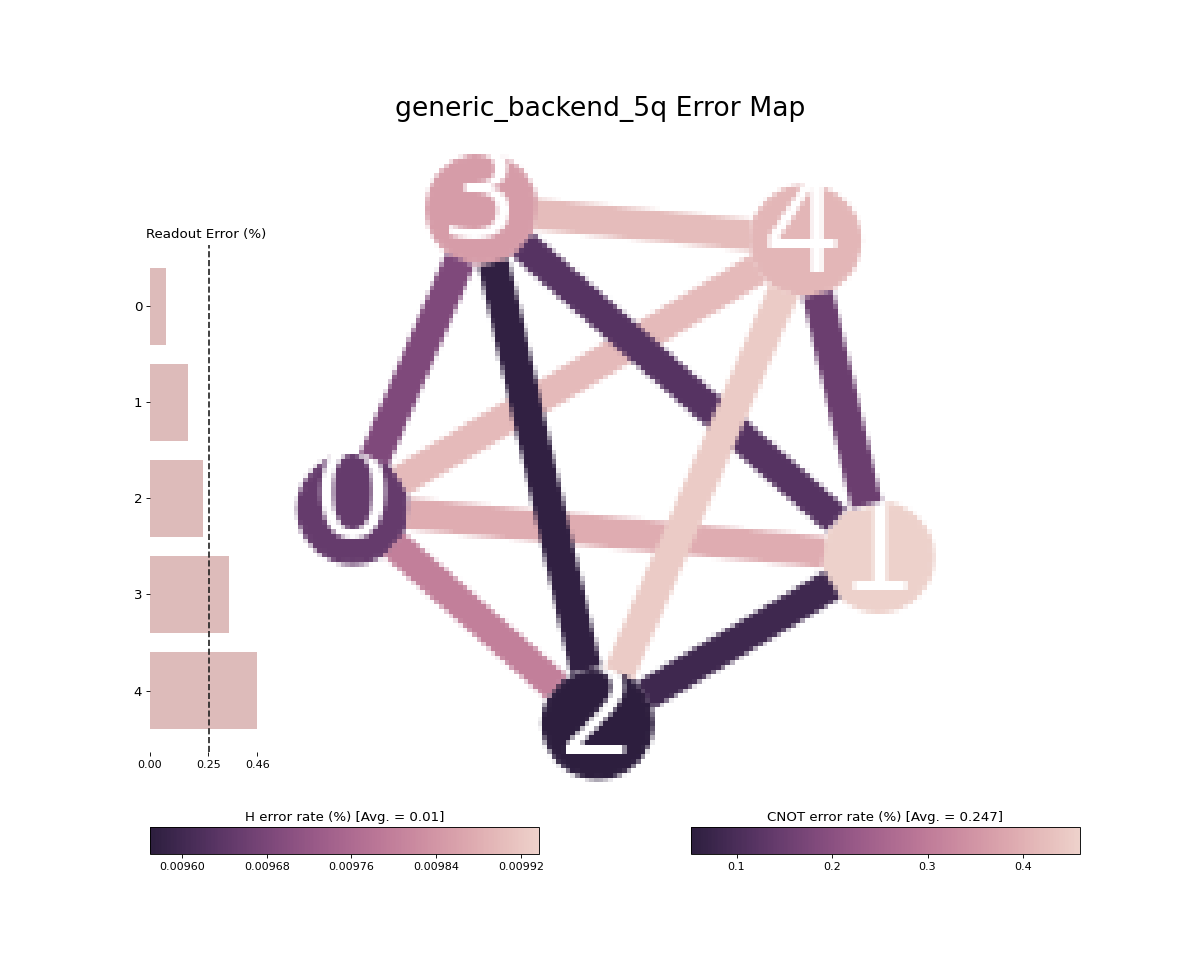 generic_backend_5q Error Map
3
4
Readout Error (%)
0
1
2
3
4
0.00 0.25 0.46
0
1
2
H error rate (%) [Avg. = 0.01]
0.00960 0.00968 0.00976 0.00984 0.00992
CNOT error rate (%) [Avg. = 0.247]
0.1 0.2 0.3 0.4